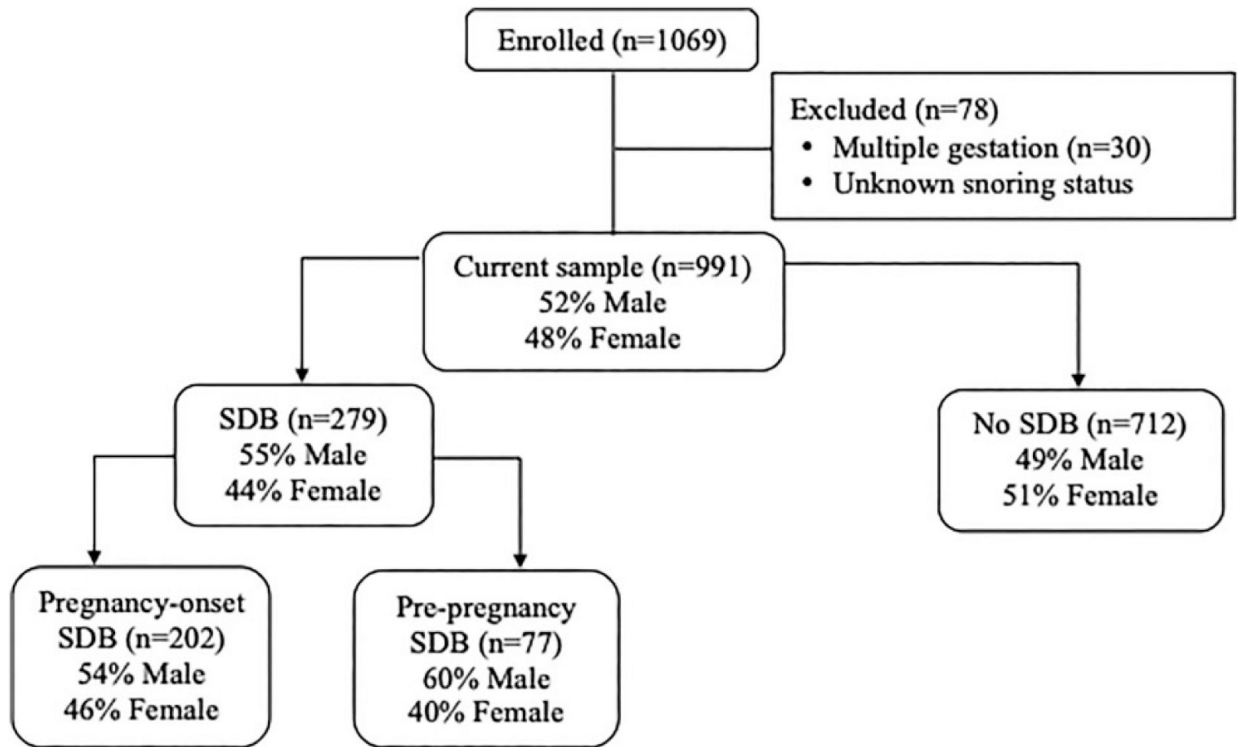 Enrolled (n=1069)
Excluded (n=78)
• Multiple gestation (n=30)
• Unknown snoring status
Current sample (n=991)
52% Male
48% Female
SDB (n=279)
55% Male
44% Female
No SDB (n=712)
49% Male
51% Female
Pregnancy-onset
SDB (n=202)
54% Male
46% Female
Pre-pregnancy
SDB (n=77)
60% Male
40% Female